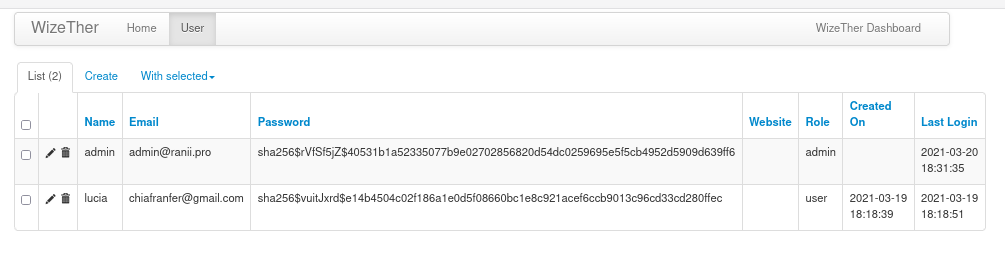 WizeTher Home User WizeTher Dashboard
List (2) Create With selected
Name Email Password Website Role Created On Last Login
admin admin@ranii.pro sha256$rVfSf5jZ$40531b1a52335077b9e02702856820d54dc0259695e5f5cb4952d5909d639ff6 admin 2021-03-20 18:31:35
lucia chiafranfer@gmail.com sha256$vuitJxrd$e14b4504c02f186a1e0d5f08660bc1e8c921acef6ccb9013c96cd33cd280ffec user 2021-03-19 18:18:39 2021-03-19 18:18:51